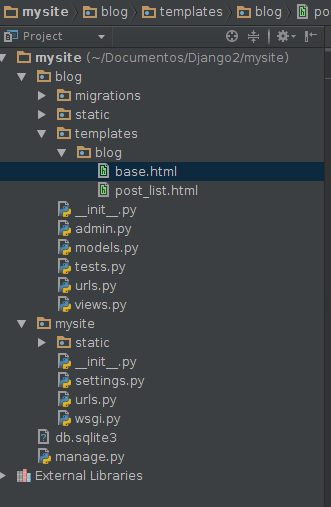 mysite blog templates blog po
Project
mysite (~/Documentos/Django2/mysite)
blog
migrations
static
templates
blog
base.html
post_list.html
__init__.py
admin.py
models.py
tests.py
urls.py
views.py
mysite
static
__init__.py
settings.py
urls.py
wsgi.py
db.sqlite3
manage.py
External Libraries